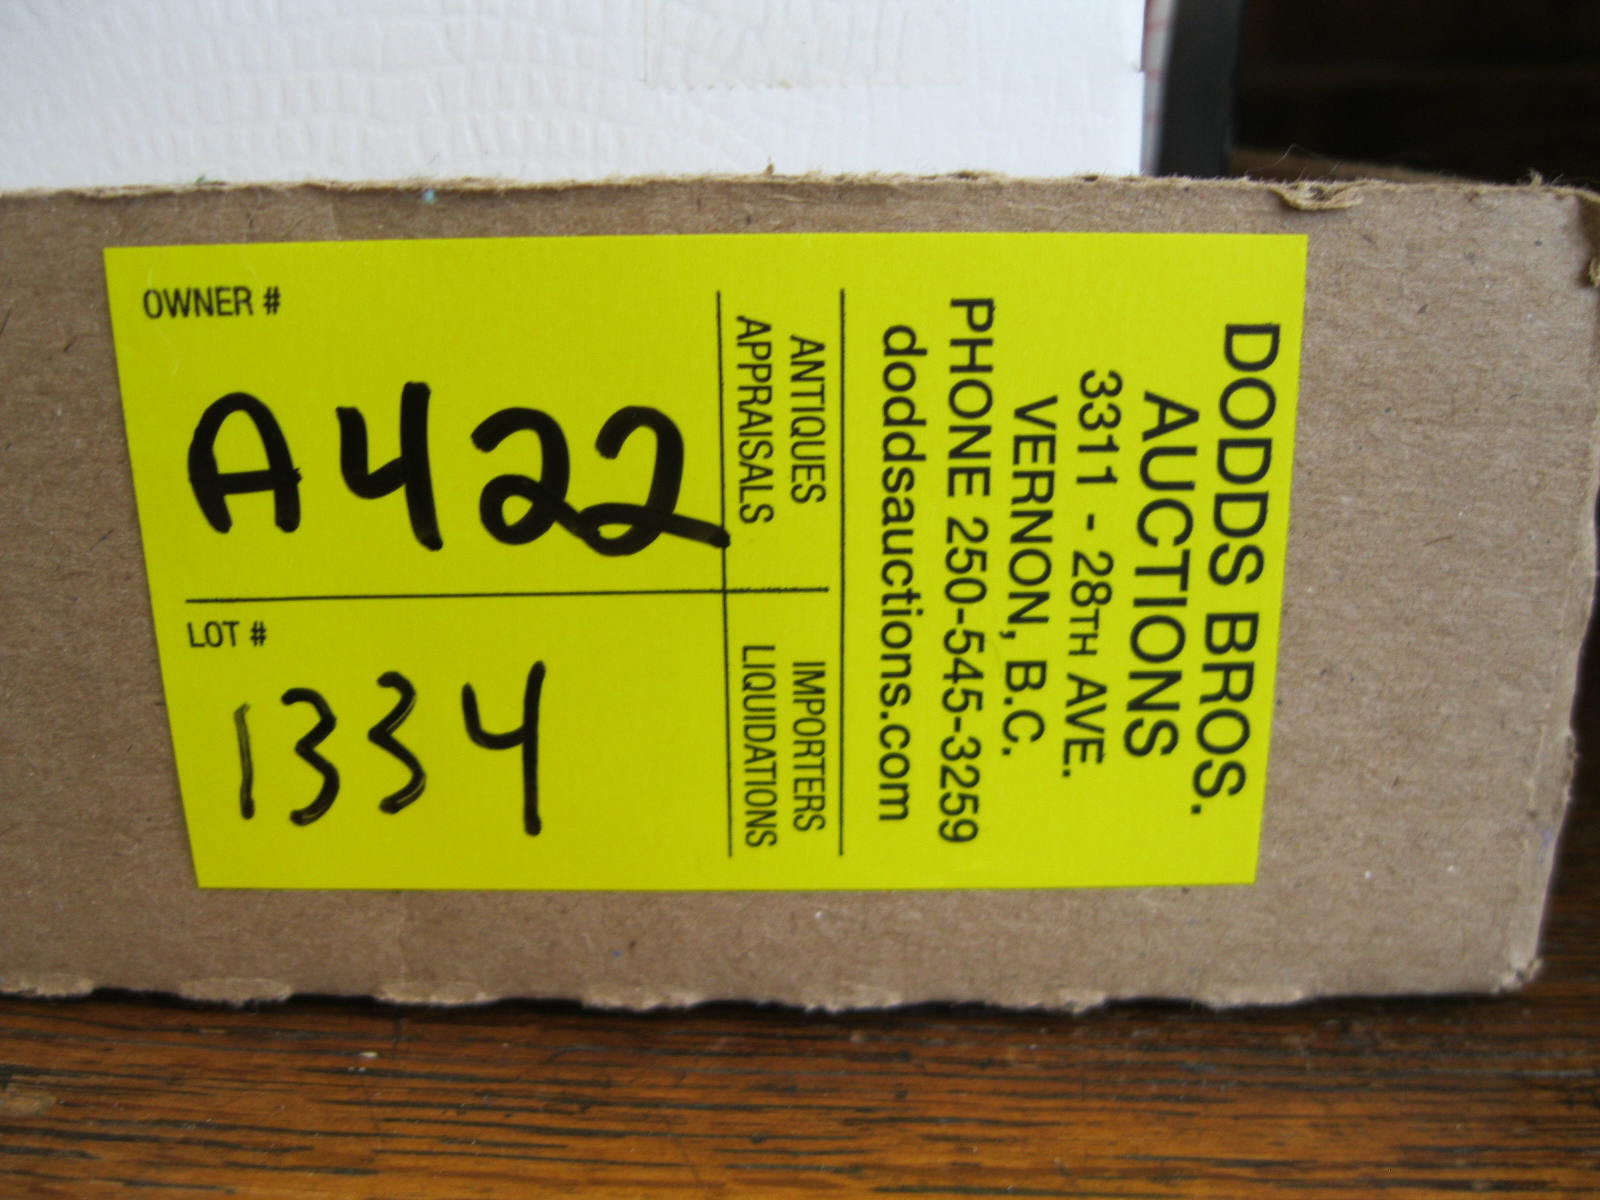 OWNER #
A422
LOT #
1334
ANTIQUES
APPRAISALS
IMPORTERS
LIQUIDATIONS
DODDS BROS.
AUCTIONS
3311 - 28TH AVE.
VERNON, B.C.
PHONE 250-545-3259
doddsauctions.com